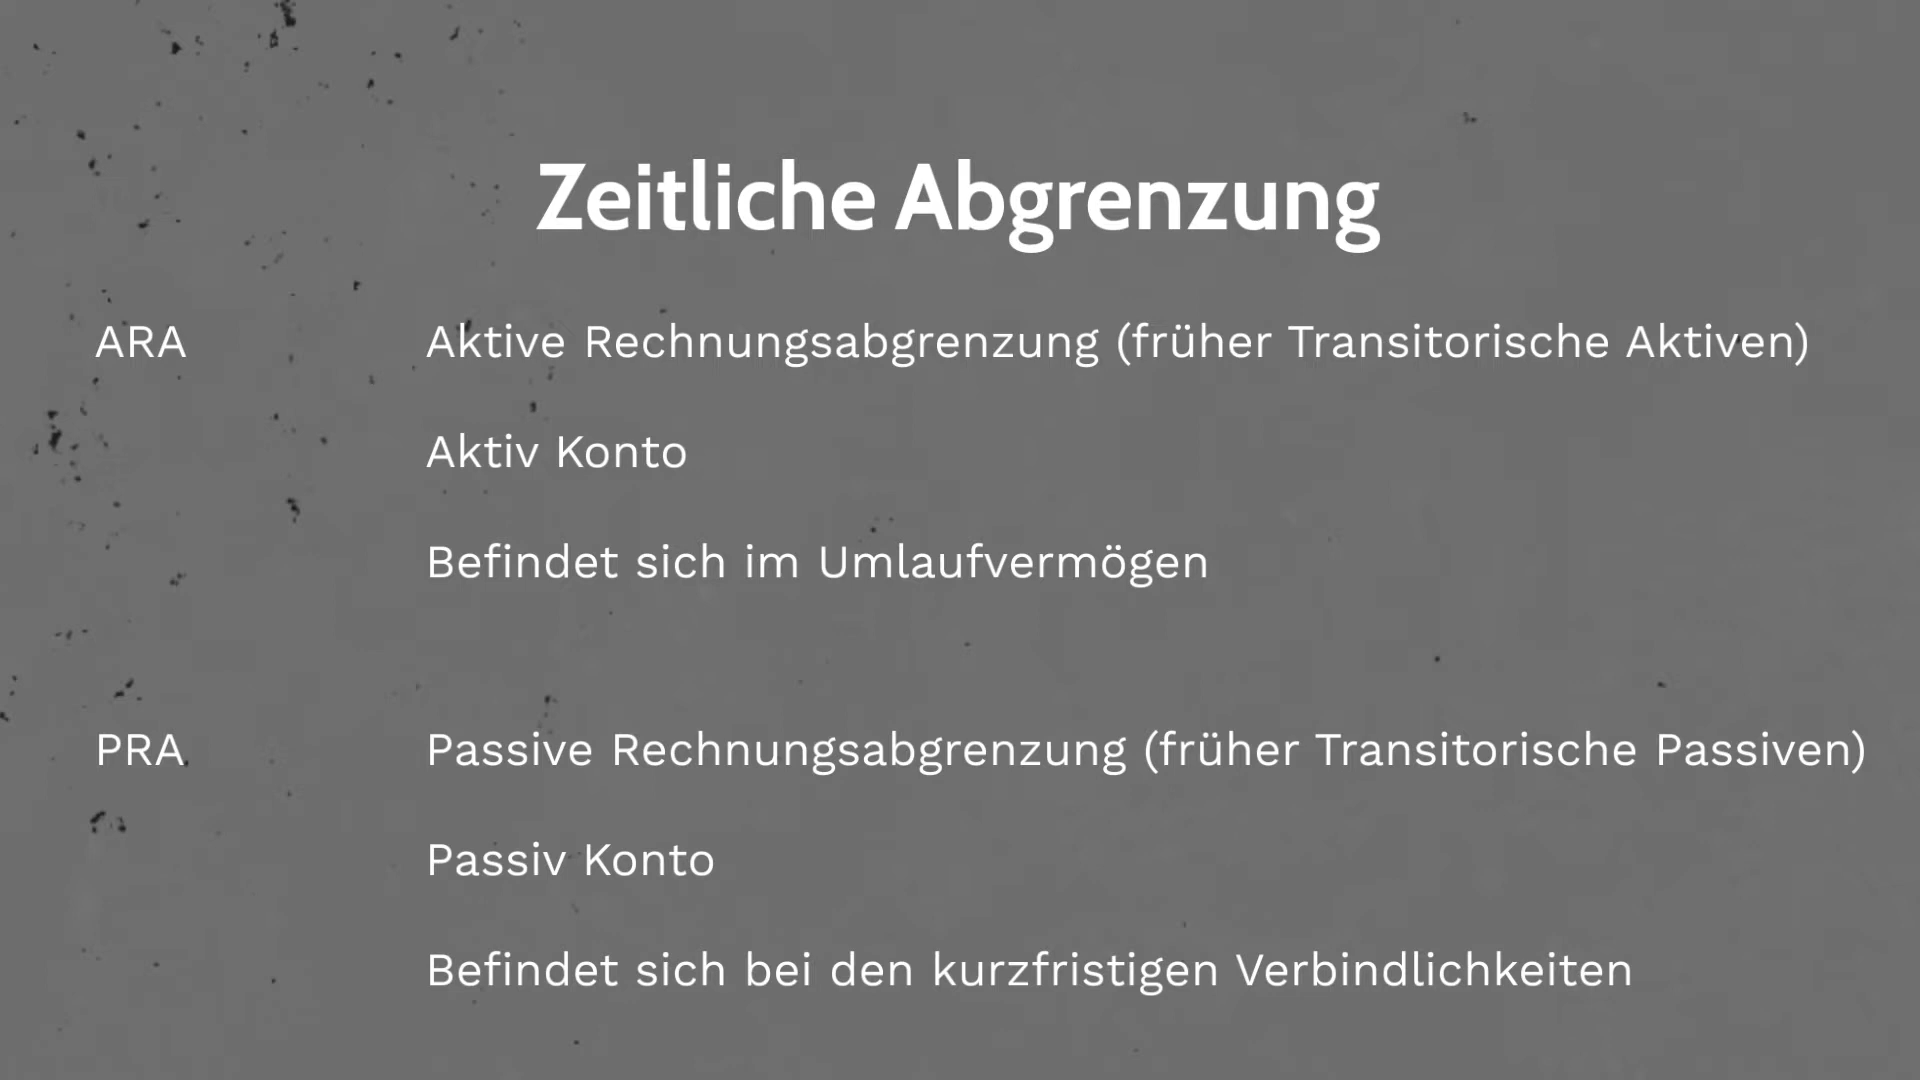 Zeitliche Abgrenzung
ARA Aktive Rechnungsabgrenzung (früher Transitorische Aktiven)
Aktiv Konto
Befindet sich im Umlaufvermögen
PRA Passive Rechnungsabgrenzung (früher Transitorische Passiven)
Passiv Konto
Befindet sich bei den kurzfristigen Verbindlichkeiten